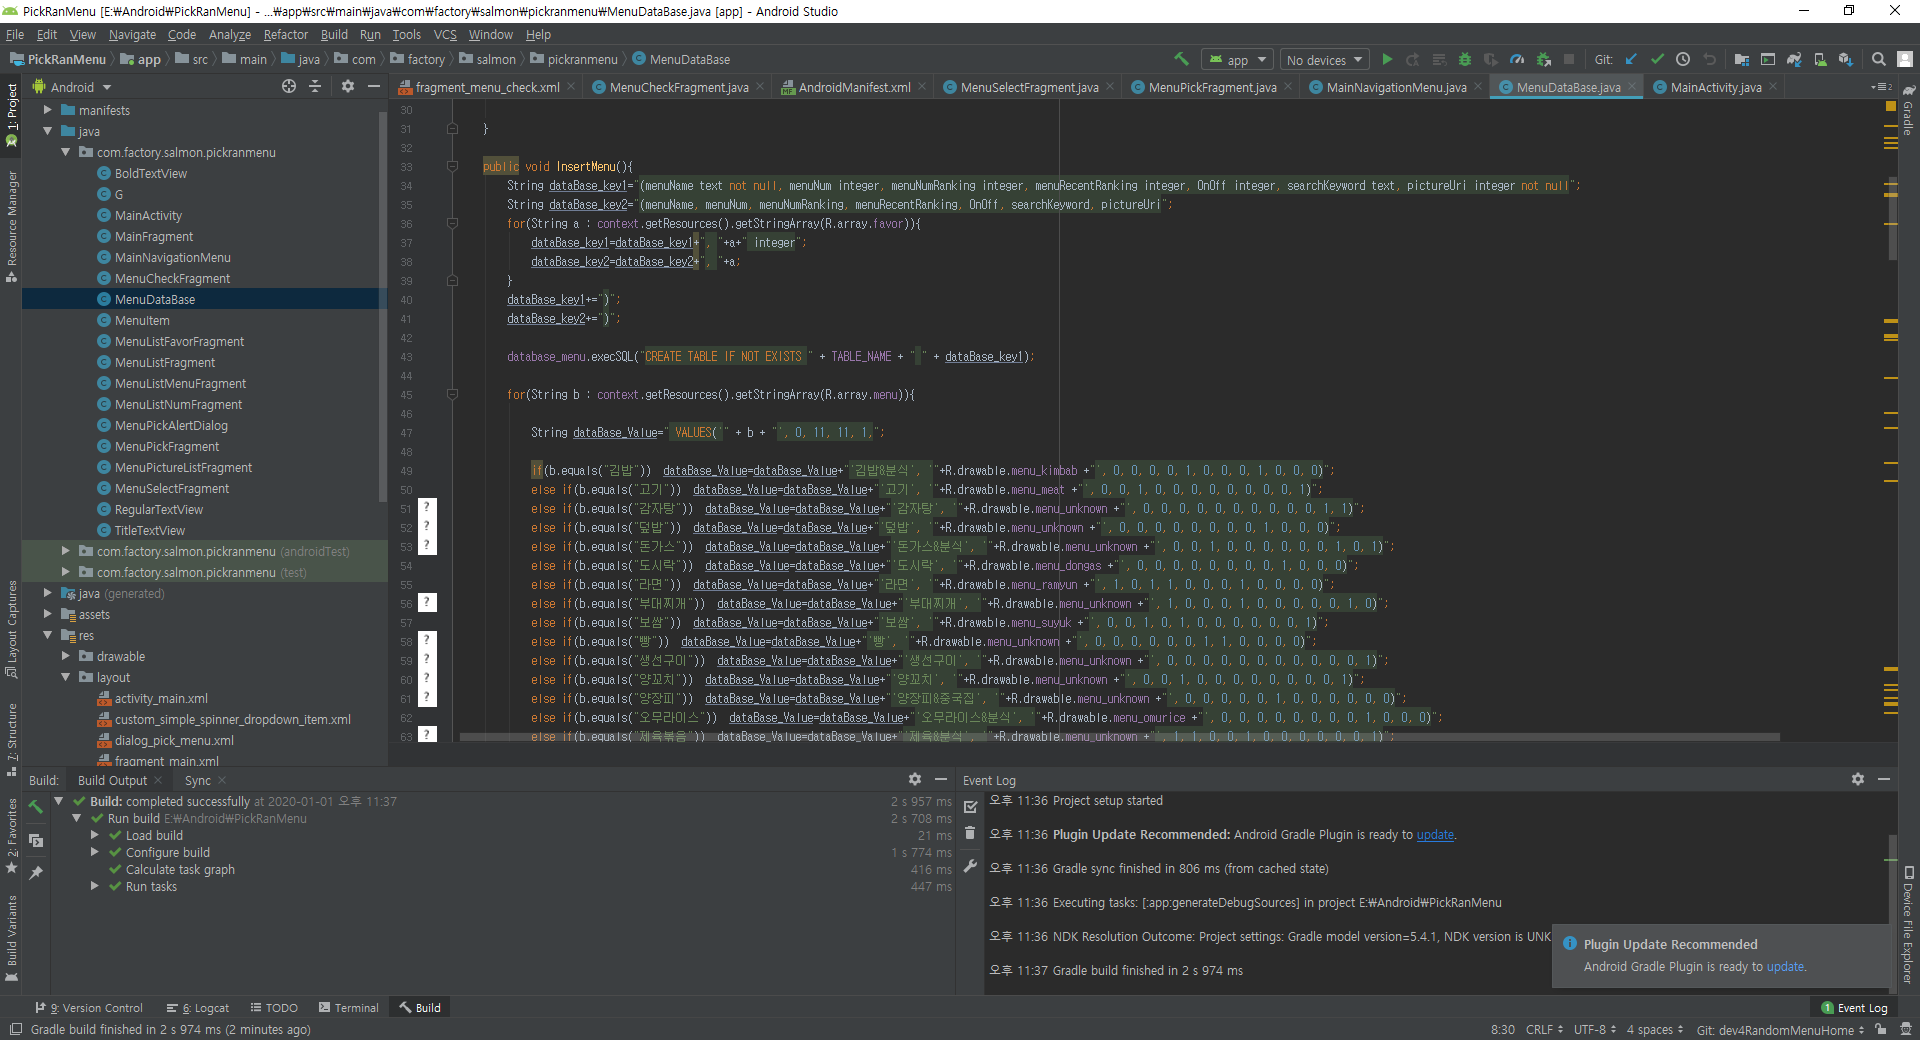 PickRanMenu [E:₩Android₩PickRanMenu] - ...₩app₩src₩main₩java₩com₩factory₩salmon₩pickranmenu₩MenuDataBase.java [app] - Android Studio
File Edit View Navigate Code Analyze Refactor Build Run Tools VCS Window Help
PickRanMenu app src main java com factory salmon pickranmenu MenuDataBase app No devices Git:
Android
fragment_menu_check.xml MenuCheckFragment.java AndroidManifest.xml MenuSelectFragment.java MenuPickFragment.java MainNavigationMenu.java MenuDataBase.java MainActivity.java
1: Project
Resource Manager
Layout Captures
7: Structure
2: Favorites
Build Variants
Gradle
Device File Explorer
manifests
java
com.factory.salmon.pickranmenu
BoldTextView
G
MainActivity
MainFragment
MainNavigationMenu
MenuCheckFragment
MenuDataBase
MenuItem
MenuListFavorFragment
MenuListFragment
MenuListMenuFragment
MenuListNumFragment
MenuPickAlertDialog
MenuPickFragment
MenuPictureListFragment
MenuSelectFragment
RegularTextView
TitleTextView
com.factory.salmon.pickranmenu (androidTest)
com.factory.salmon.pickranmenu (test)
java (generated)
assets
res
drawable
layout
activity_main.xml
custom_simple_spinner_dropdown_item.xml
dialog_pick_menu.xml
fragment_main.xml
30
31 }
32
33 public void InsertMenu(){
34 String dataBase_key1="(menuName text not null, menuNum integer, menuNumRanking integer, menuRecentRanking integer, OnOff integer, searchKeyword text, pictureUri integer not null";
35 String dataBase_key2="(menuName, menuNum, menuNumRanking, menuRecentRanking, OnOff, searchKeyword, pictureUri";
36 for(String a : context.getResources().getStringArray(R.array.favor)){
37 dataBase_key1=dataBase_key1+", "+a+" integer";
38 dataBase_key2=dataBase_key2+", "+a;
39 }
40 dataBase_key1+=")";
41 dataBase_key2+=")";
42
43 database_menu.execSQL("CREATE TABLE IF NOT EXISTS " + TABLE_NAME + " " + dataBase_key1);
44
45 for(String b : context.getResources().getStringArray(R.array.menu)){
46
47 String dataBase_Value=" VALUES('" + b + "', 0, 11, 11, 1,";
48
49 if(b.equals("김밥")) dataBase_Value=dataBase_Value+"'김밥&분식', '"+R.drawable.menu_kimbab +"', 0, 0, 0, 0, 1, 0, 0, 0, 1, 0, 0, 0)";
50 else if(b.equals("고기")) dataBase_Value=dataBase_Value+"'고기', '"+R.drawable.menu_meat +"', 0, 0, 1, 0, 0, 0, 0, 0, 0, 0, 0, 1)";
51 ? else if(b.equals("감자탕")) dataBase_Value=dataBase_Value+"'감자탕', '"+R.drawable.menu_unknown +"', 0, 0, 0, 0, 0, 0, 0, 0, 0, 0, 1, 1)";
52 ? else if(b.equals("덮밥")) dataBase_Value=dataBase_Value+"'덮밥', '"+R.drawable.menu_unknown +"', 0, 0, 0, 0, 0, 0, 0, 0, 1, 0, 0, 0)";
53 ? else if(b.equals("돈가스")) dataBase_Value=dataBase_Value+"'돈가스&분식', '"+R.drawable.menu_unknown +"', 0, 0, 1, 0, 0, 0, 0, 0, 0, 1, 0, 1)";
54 else if(b.equals("도시락")) dataBase_Value=dataBase_Value+"'도시락', '"+R.drawable.menu_dongas +"', 0, 0, 0, 0, 0, 0, 0, 0, 1, 0, 0, 0)";
55 else if(b.equals("라면")) dataBase_Value=dataBase_Value+"'라면', '"+R.drawable.menu_ramyun +"', 1, 0, 1, 1, 0, 0, 0, 1, 0, 0, 0, 0)";
56 ? else if(b.equals("부대찌개")) dataBase_Value=dataBase_Value+"'부대찌개', '"+R.drawable.menu_unknown +"', 1, 0, 0, 0, 1, 0, 0, 0, 0, 0, 1, 0)";
57 else if(b.equals("보쌈")) dataBase_Value=dataBase_Value+"'보쌈', '"+R.drawable.menu_suyuk +"', 0, 0, 1, 0, 1, 0, 0, 0, 0, 0, 0, 1)";
58 ? else if(b.equals("빵")) dataBase_Value=dataBase_Value+"'빵', '"+R.drawable.menu_unknown +"', 0, 0, 0, 0, 0, 0, 1, 1, 0, 0, 0, 0)";
59 ? else if(b.equals("생선구이")) dataBase_Value=dataBase_Value+"'생선구이', '"+R.drawable.menu_unknown +"', 0, 0, 0, 0, 0, 0, 0, 0, 0, 0, 0, 1)";
60 ? else if(b.equals("양꼬치")) dataBase_Value=dataBase_Value+"'양꼬치', '"+R.drawable.menu_unknown +"', 0, 0, 1, 0, 0, 0, 0, 0, 0, 0, 0, 1)";
61 ? else if(b.equals("양장피")) dataBase_Value=dataBase_Value+"'양장피&중국집', '"+R.drawable.menu_unknown +"', 0, 0, 0, 0, 0, 1, 0, 0, 0, 0, 0, 0)";
62 else if(b.equals("오무라이스")) dataBase_Value=dataBase_Value+"'오무라이스&분식', '"+R.drawable.menu_omurice +"', 0, 0, 0, 0, 0, 0, 0, 0, 1, 0, 0, 0)";
63 ? else if(b.equals("제육볶음")) dataBase_Value=dataBase_Value+"'제육&분식', '"+R.drawable.menu_unknown +"', 1, 1, 0, 0, 1, 0, 0, 0, 0, 0, 0, 1)";
Build: Build Output Sync
Build: completed successfully at 2020-01-01 오후 11:37 2 s 957 ms
Run build E:₩Android₩PickRanMenu 2 s 708 ms
Load build 21 ms
Configure build 1 s 774 ms
Calculate task graph 416 ms
Run tasks 447 ms
Event Log
오후 11:36 Project setup started
오후 11:36 Plugin Update Recommended: Android Gradle Plugin is ready to update.
오후 11:36 Gradle sync finished in 806 ms (from cached state)
오후 11:36 Executing tasks: [:app:generateDebugSources] in project E:₩Android₩PickRanMenu
오후 11:36 NDK Resolution Outcome: Project settings: Gradle model version=5.4.1, NDK version is UNK
오후 11:37 Gradle build finished in 2 s 974 ms
Plugin Update Recommended
Android Gradle Plugin is ready to update.
9: Version Control 6: Logcat TODO Terminal Build 1 Event Log
Gradle build finished in 2 s 974 ms (2 minutes ago) 8:30 CRLF UTF-8 4 spaces Git: dev4RandomMenuHome